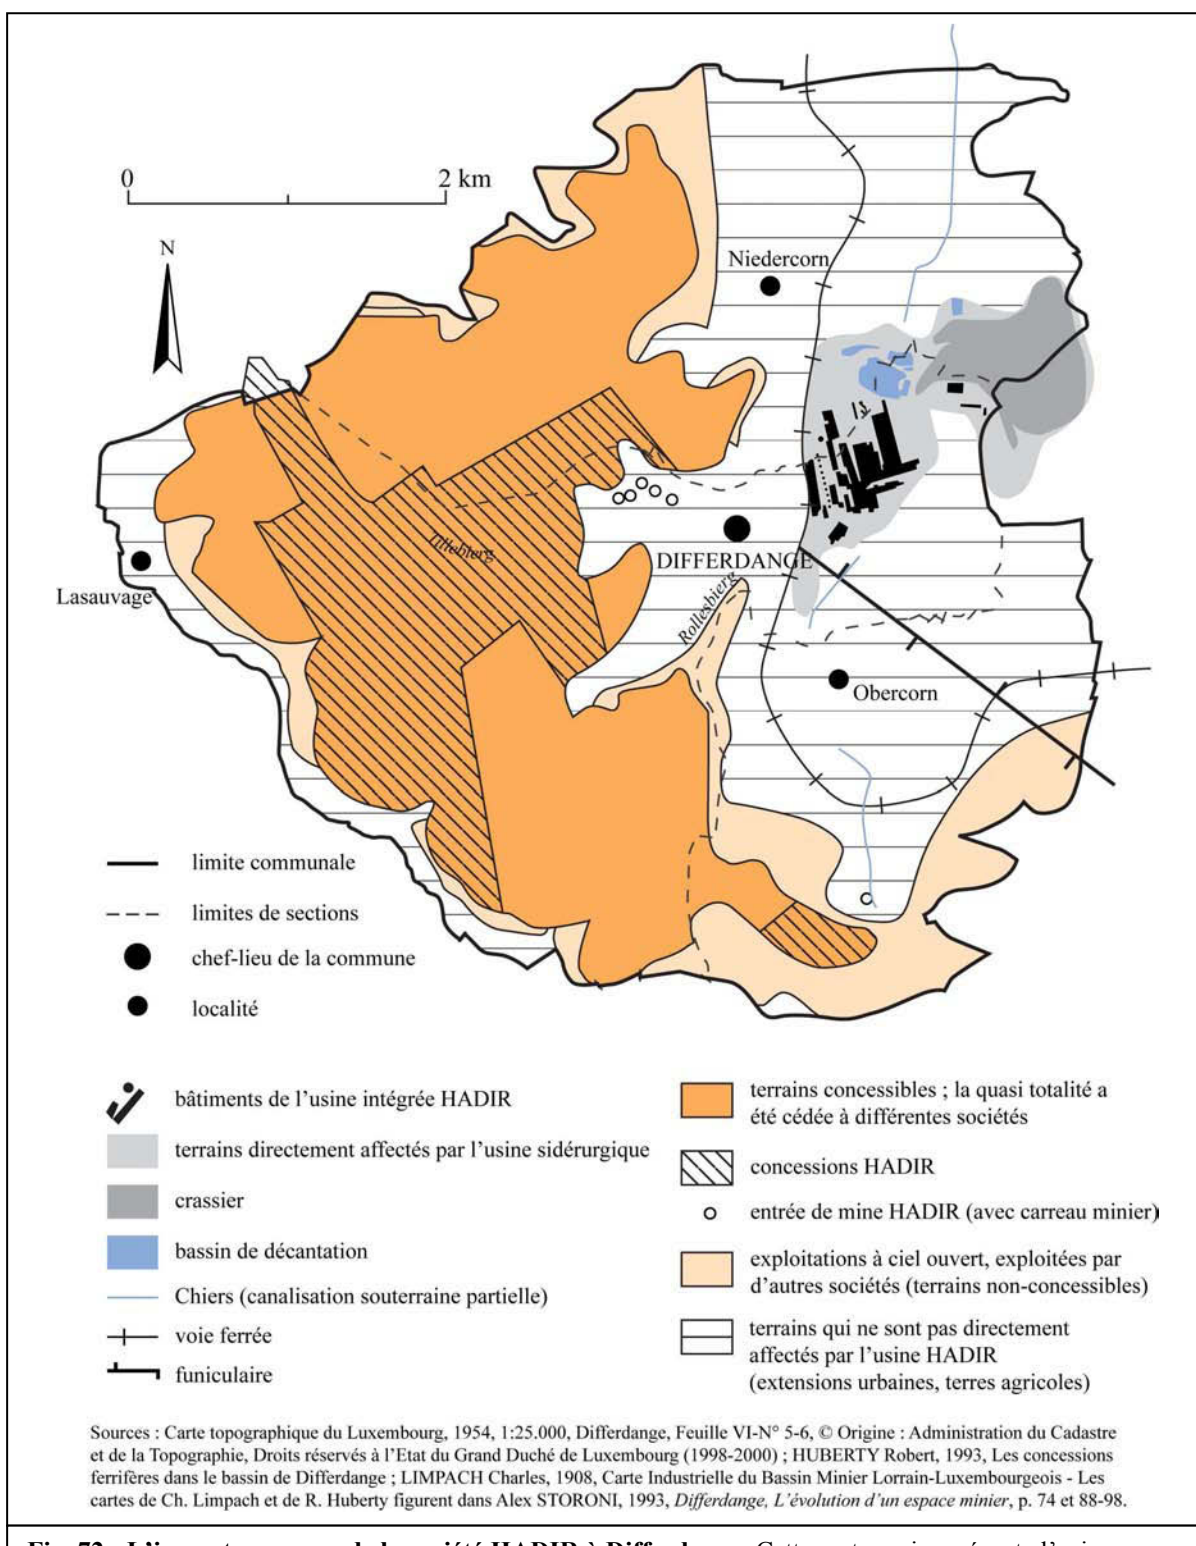 0
2 km
N
Niedercorn
Tillebierg
DIFFERDANGE
Lasauvage
Rollesbierg
Obercorn
limite communale
limites de sections
chef-lieu de la commune
localité
bâtiments de l’usine intégrée HADIR
terrains directement affectés par l’usine sidérurgique
crassier
bassin de décantation
Chiers (canalisation souterraine partielle)
voie ferrée
funiculaire
terrains concessibles ; la quasi totalité a
été cédée à différentes sociétés
concessions HADIR
entrée de mine HADIR (avec carreau minier)
exploitations à ciel ouvert, exploitées par
d’autres sociétés (terrains non-concessibles)
terrains qui ne sont pas directement
affectés par l’usine HADIR
(extensions urbaines, terres agricoles)
Sources : Carte topographique du Luxembourg, 1954, 1:25.000, Differdange, Feuille VI-N° 5-6, © Origine : Administration du Cadastre
et de la Topographie, Droits réservés à l’Etat du Grand Duché de Luxembourg (1998-2000) ; HUBERTY Robert, 1993, Les concessions
ferrifères dans le bassin de Differdange ; LIMPACH Charles, 1908, Carte Industrielle du Bassin Minier Lorrain-Luxembourgeois - Les
cartes de Ch. Limpach et de R. Huberty figurent dans Alex STORONI, 1993, Differdange, L’évolution d’un espace minier, p. 74 et 88-98.